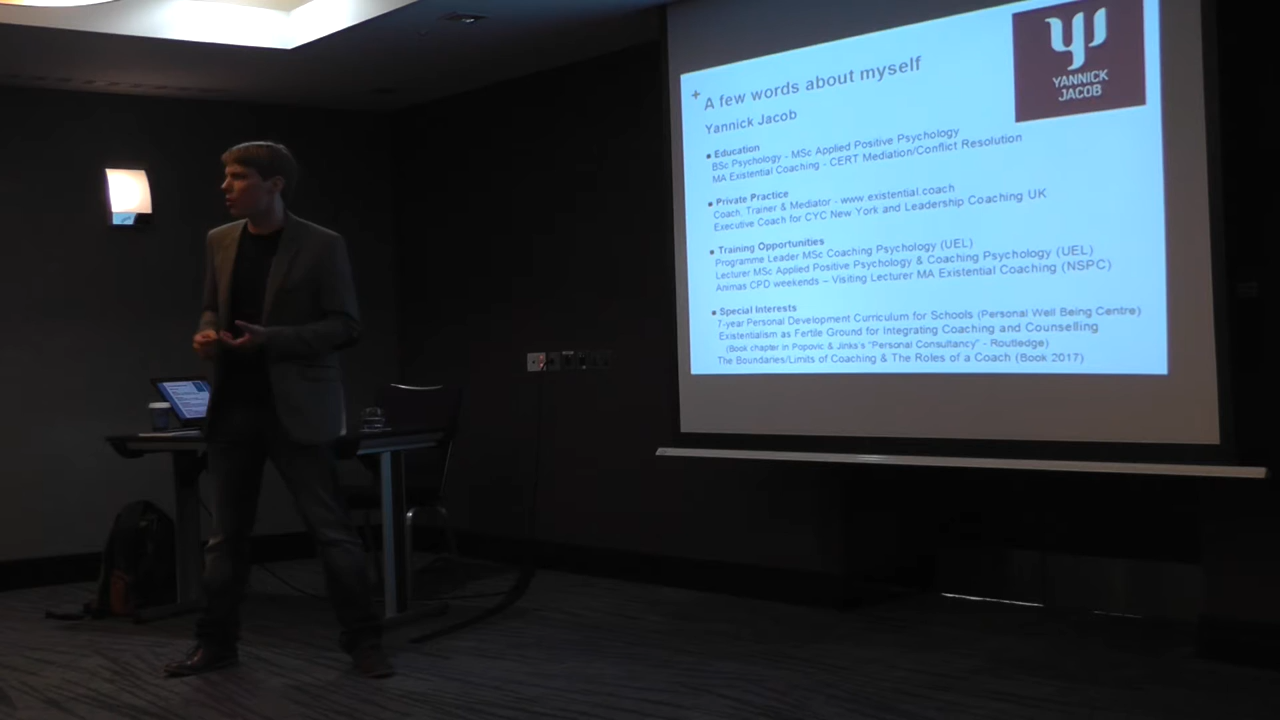 + A few words about myself
Yannick Jacob
YJ
YANNICK
JACOB
▪ Education
BSc Psychology - MSc Applied Positive Psychology
MA Existential Coaching - CERT Mediation/Conflict Resolution
▪ Private Practice
Coach, Trainer & Mediator - www.existential.coach
Executive Coach for CYC New York and Leadership Coaching UK
▪ Training Opportunities
Programme Leader MSc Coaching Psychology (UEL)
Lecturer MSc Applied Positive Psychology & Coaching Psychology (UEL)
Animas CPD weekends – Visiting Lecturer MA Existential Coaching (NSPC)
▪ Special Interests
7-year Personal Development Curriculum for Schools (Personal Well Being Centre)
Existentialism as Fertile Ground for Integrating Coaching and Counselling
(Book chapter in Popovic & Jinks's "Personal Consultancy" - Routledge)
The Boundaries/Limits of Coaching & The Roles of a Coach (Book 2017)